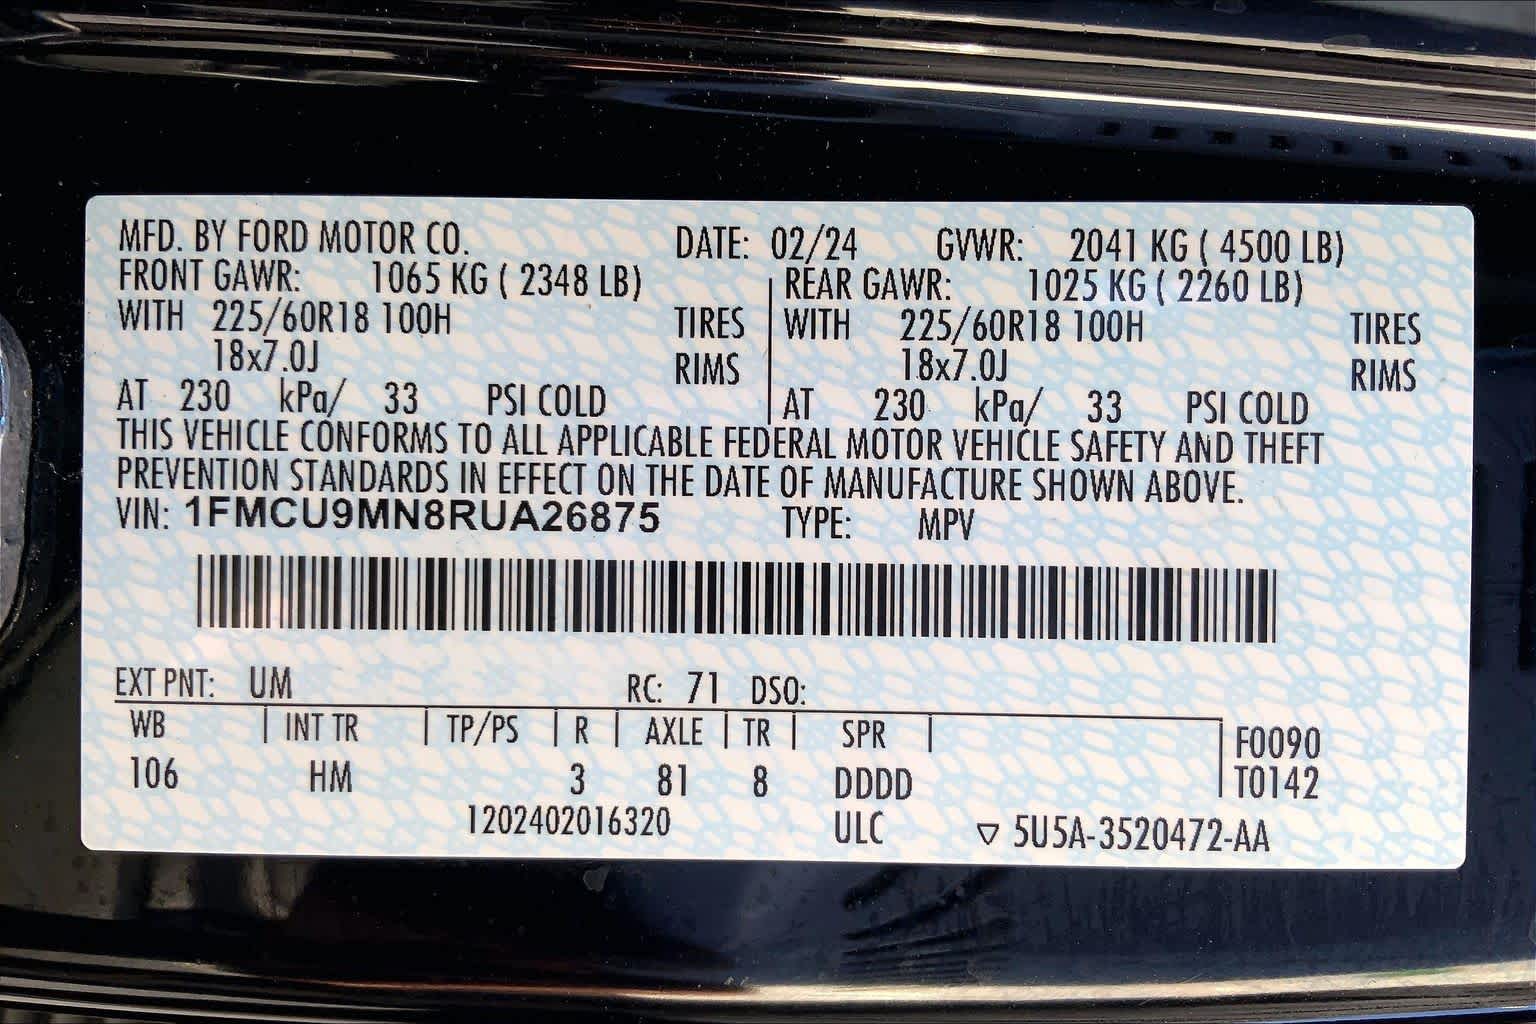 MFD. BY FORD MOTOR CO. DATE: 02/24 GVWR: 2041 KG ( 4500 LB)
FRONT GAWR: 1065 KG ( 2348 LB) REAR GAWR: 1025 KG ( 2260 LB)
WITH 225/60R18 100H TIRES WITH 225/60R18 100H TIRES
18x7.0J RIMS 18x7.0J RIMS
AT 230 kPa/ 33 PSI COLD AT 230 kPa/ 33 PSI COLD
THIS VEHICLE CONFORMS TO ALL APPLICABLE FEDERAL MOTOR VEHICLE SAFETY AND THEFT
PREVENTION STANDARDS IN EFFECT ON THE DATE OF MANUFACTURE SHOWN ABOVE.
VIN: 1FMCU9MN8RUA26875 TYPE: MPV
EXT PNT: UM RC: 71 DSO:
WB INT TR TP/PS R AXLE TR SPR F0090
106 HM 3 81 8 DDDD T0142
1202402016320 ULC ▽ 5U5A-3520472-AA